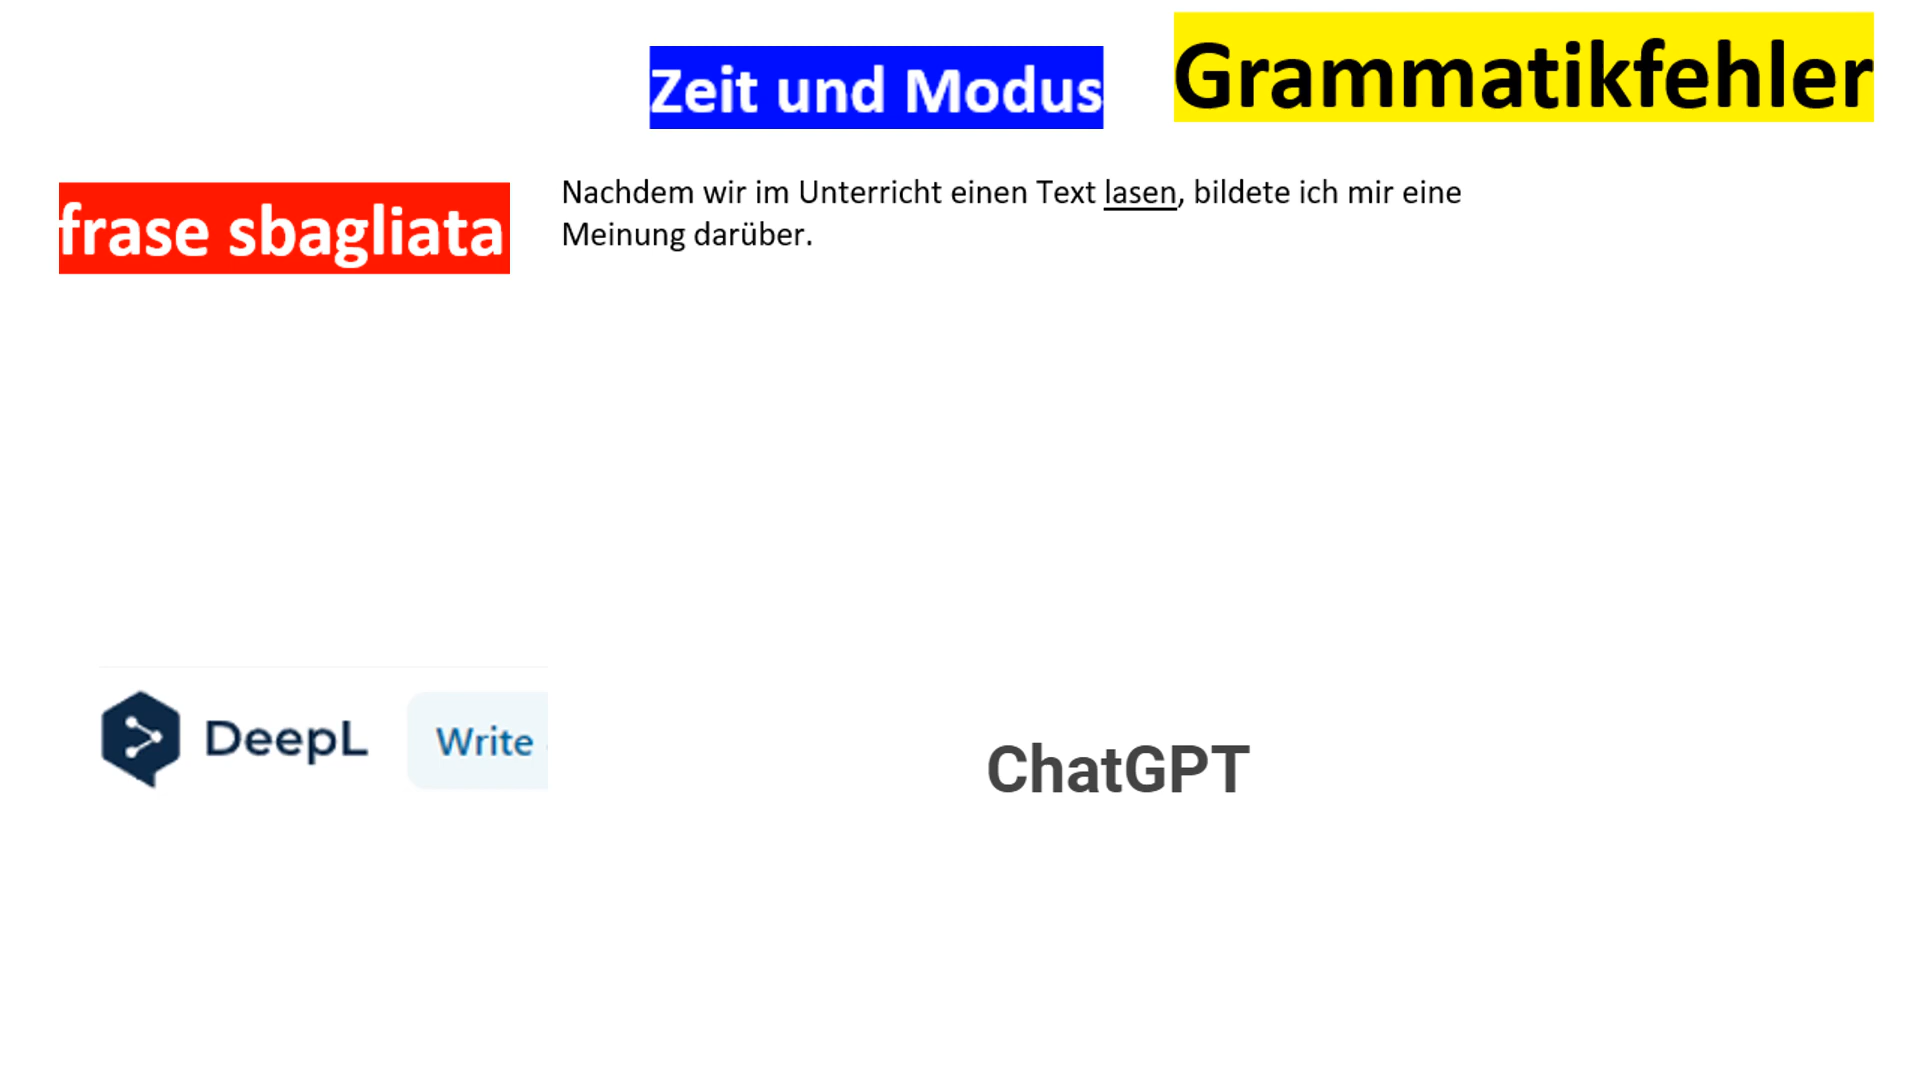 Zeit und Modus
Grammatikfehler
frase sbagliata
Nachdem wir im Unterricht einen Text lasen, bildete ich mir eine
Meinung darüber.
DeepL
Write
ChatGPT